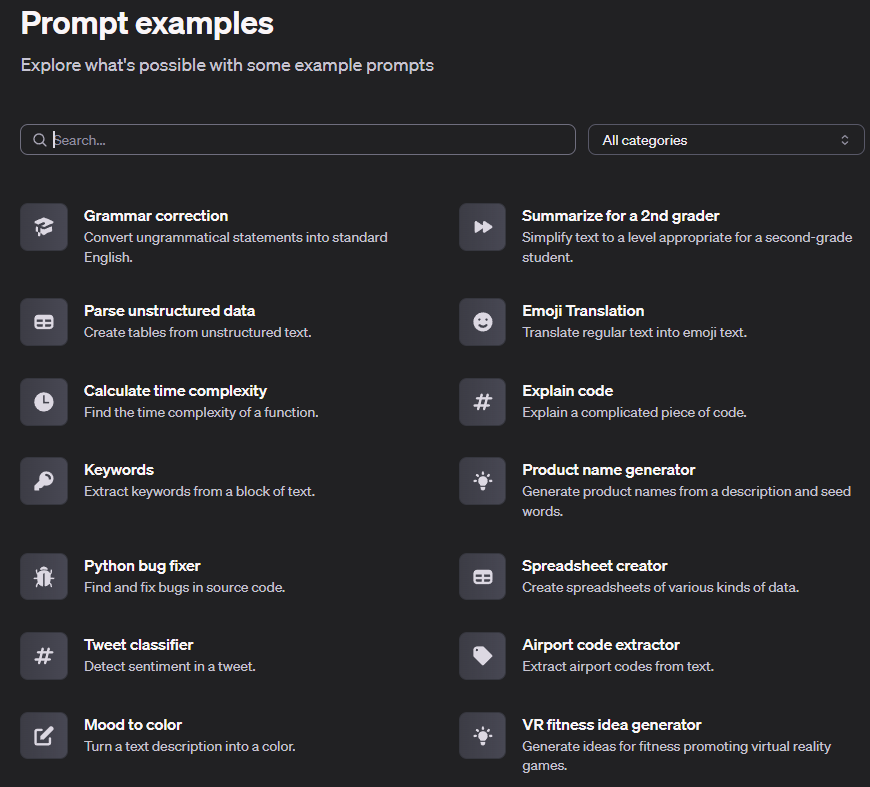 Prompt examples
Explore what's possible with some example prompts
Search...
All categories
Grammar correction
Convert ungrammatical statements into standard
English.
Summarize for a 2nd grader
Simplify text to a level appropriate for a second-grade
student.
Parse unstructured data
Create tables from unstructured text.
Emoji Translation
Translate regular text into emoji text.
Calculate time complexity
Find the time complexity of a function.
Explain code
Explain a complicated piece of code.
Keywords
Extract keywords from a block of text.
Product name generator
Generate product names from a description and seed
words.
Python bug fixer
Find and fix bugs in source code.
Spreadsheet creator
Create spreadsheets of various kinds of data.
Tweet classifier
Detect sentiment in a tweet.
Airport code extractor
Extract airport codes from text.
Mood to color
Turn a text description into a color.
VR fitness idea generator
Generate ideas for fitness promoting virtual reality
games.